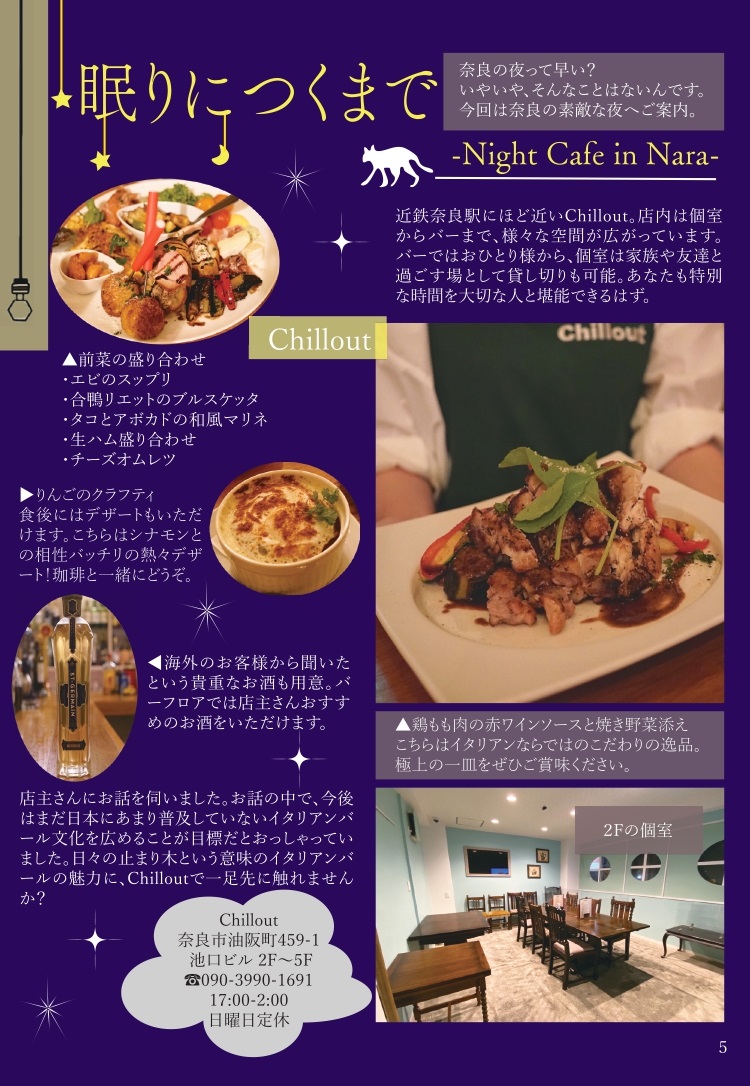 眠りにつくまで
奈良の夜って早い?
いやいや、そんなことはないんです。
今回は奈良の素敵な夜へご案内。
-Night Cafe in Nara-
近鉄奈良駅にほど近いChillout。店内は個室
からバーまで、様々な空間が広がっています。
バーではおひとり様から、個室は家族や友達と
過ごす場として貸し切りも可能。あなたも特別
な時間を大切な人と堪能できるはず。
Chillout
▲前菜の盛り合わせ
・エビのスップリ
・合鴨リエットのブルスケッタ
・タコとアボカドの和風マリネ
・生ハム盛り合わせ
・チーズオムレツ
Chillout
▶りんごのクラフティ
食後にはデザートもいただ
けます。こちらはシナモンと
の相性バッチリの熱々デザ
ート!珈琲と一緒にどうぞ。
ST-GERMAIN
◀海外のお客様から聞いた
という貴重なお酒も用意。バ
ーフロアでは店主さんおすす
めのお酒をいただけます。
▲鶏もも肉の赤ワインソースと焼き野菜添え
こちらはイタリアンならではのこだわりの逸品。
極上の一皿をぜひご賞味ください。
店主さんにお話を伺いました。お話の中で、今後
はまだ日本にあまり普及していないイタリアンバ
ール文化を広めることが目標だとおっしゃってい
ました。日々の止まり木という意味のイタリアンバ
ールの魅力に、Chilloutで一足先に触れません
か?
2Fの個室
Chillout
奈良市油阪町459-1
池口ビル 2F〜5F
☎090-3990-1691
17:00-2:00
日曜日定休
5